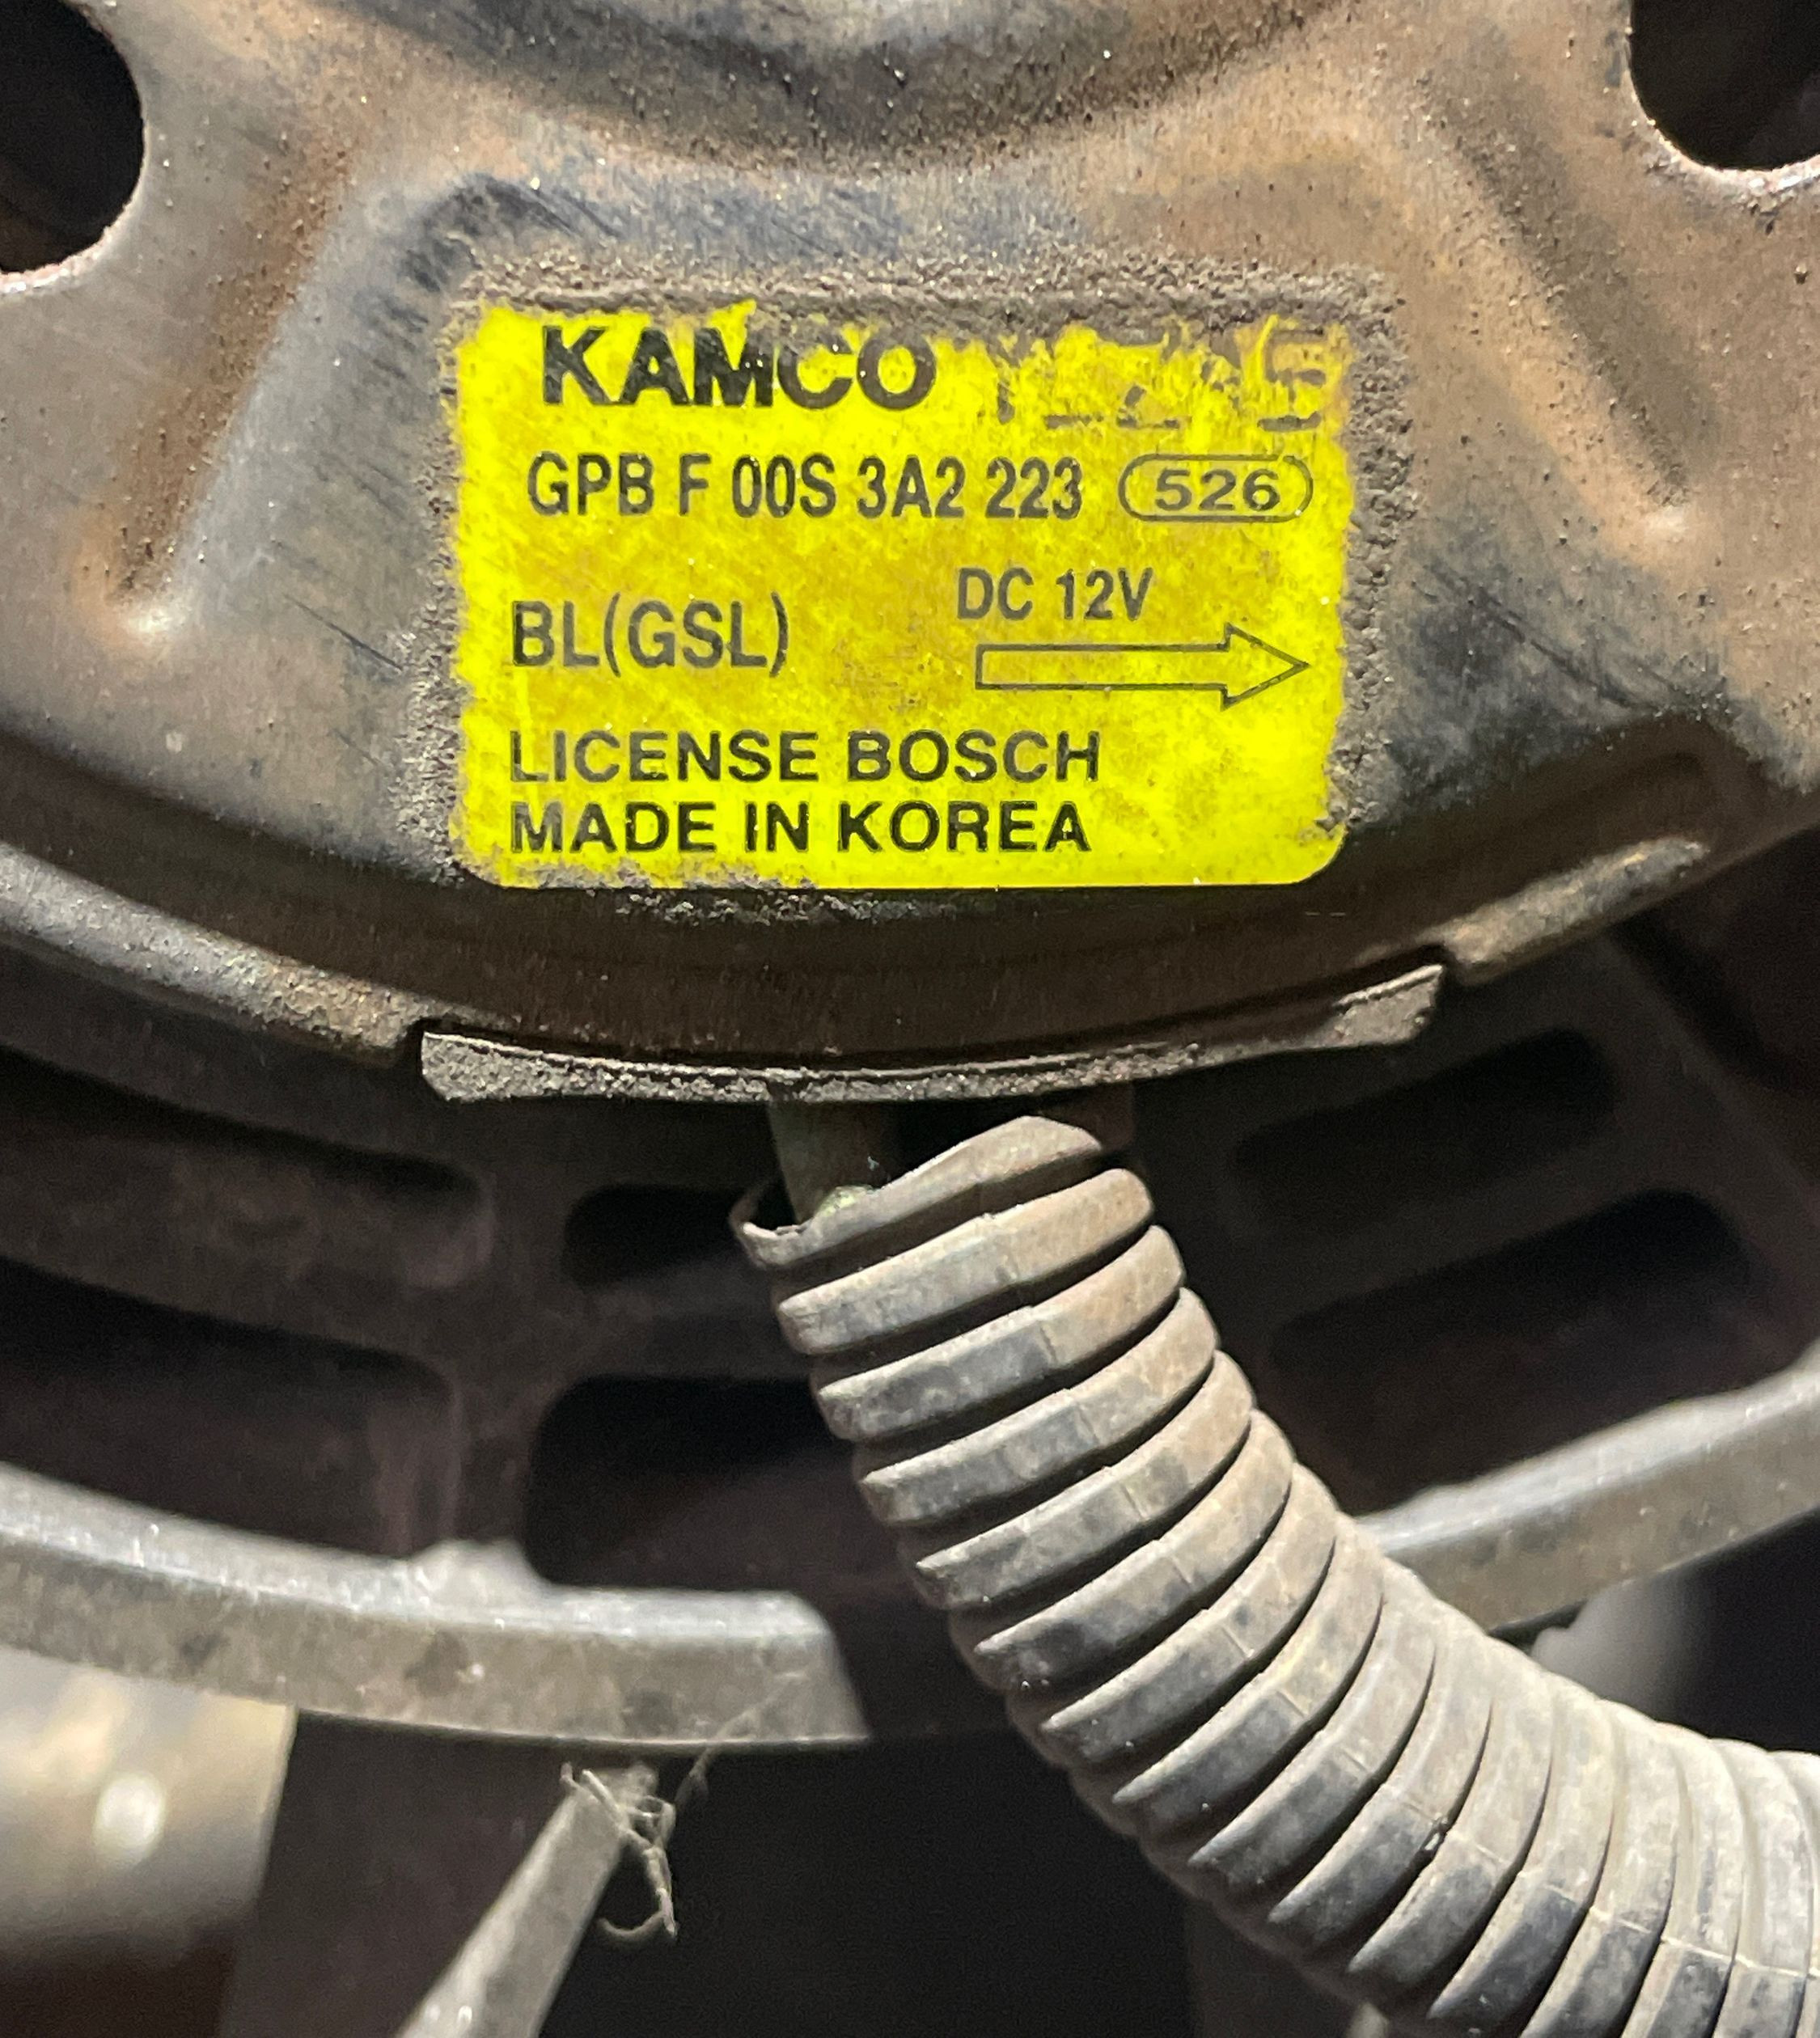 KAMCO
GPB F 00S 3A2 223 526
DC 12V
BL(GSL)
LICENSE BOSCH
MADE IN KOREA